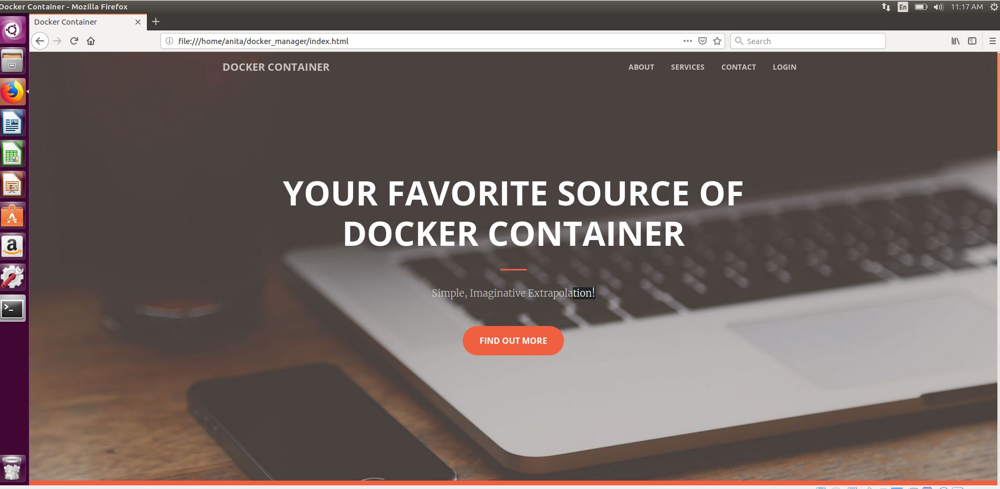 Docker Container - Mozilla Firefox
En
11:17 AM
Docker Container
file:///home/anita/docker_manager/index.html
Search
DOCKER CONTAINER
ABOUT
SERVICES
CONTACT
LOGIN
YOUR FAVORITE SOURCE OF
DOCKER CONTAINER
Simple, Imaginative Extrapolation!
FIND OUT MORE